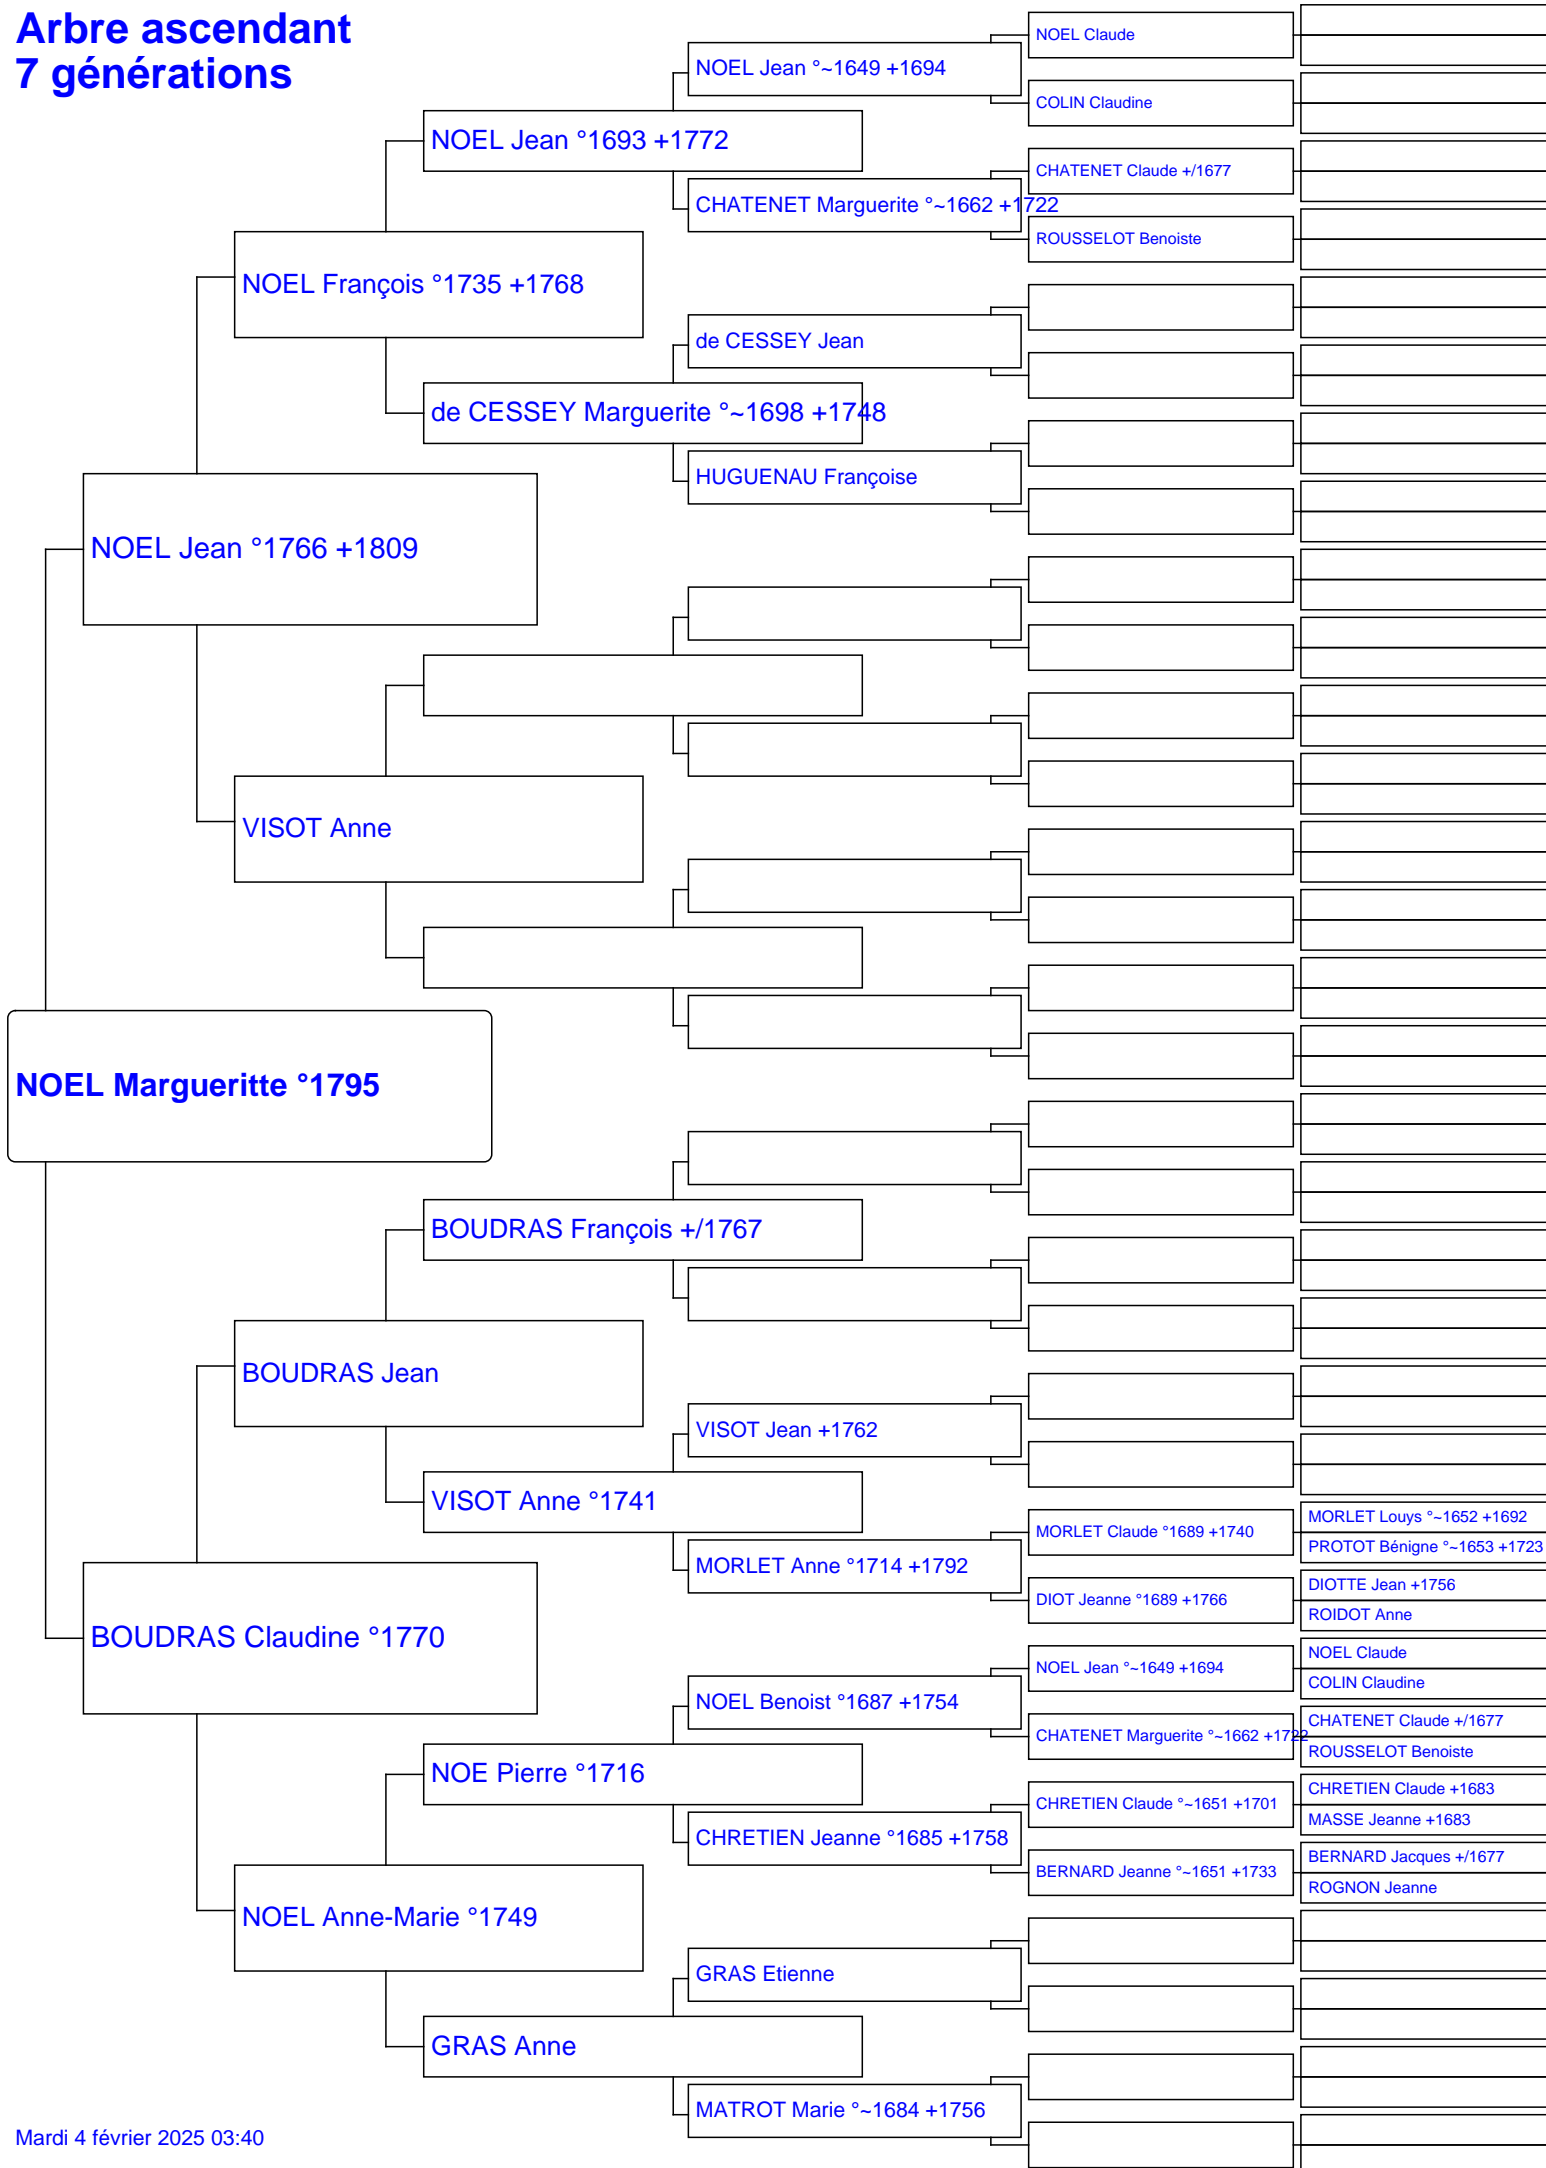 Arbre ascendant
7 générations
NOEL Claude
NOEL Jean °~1649 +1694
COLIN Claudine
NOEL Jean °1693 +1772
CHATENET Claude +/1677
CHATENET Marguerite °~1662 +1722
ROUSSELOT Benoiste
NOEL François °1735 +1768
de CESSEY Jean
de CESSEY Marguerite °~1698 +1748
HUGUENAU Françoise
NOEL Jean °1766 +1809
VISOT Anne
NOEL Margueritte °1795
BOUDRAS François +/1767
BOUDRAS Jean
VISOT Jean +1762
VISOT Anne °1741
MORLET Louys °~1652 +1692
MORLET Claude °1689 +1740
PROTOT Bénigne °~1653 +1723
MORLET Anne °1714 +1792
DIOTTE Jean +1756
DIOT Jeanne °1689 +1766
ROIDOT Anne
BOUDRAS Claudine °1770
NOEL Claude
NOEL Jean °~1649 +1694
COLIN Claudine
NOEL Benoist °1687 +1754
CHATENET Claude +/1677
CHATENET Marguerite °~1662 +1722
ROUSSELOT Benoiste
NOE Pierre °1716
CHRETIEN Claude +1683
CHRETIEN Claude °~1651 +1701
MASSE Jeanne +1683
CHRETIEN Jeanne °1685 +1758
BERNARD Jacques +/1677
BERNARD Jeanne °~1651 +1733
ROGNON Jeanne
NOEL Anne-Marie °1749
GRAS Etienne
GRAS Anne
MATROT Marie °~1684 +1756
Mardi 4 février 2025 03:40